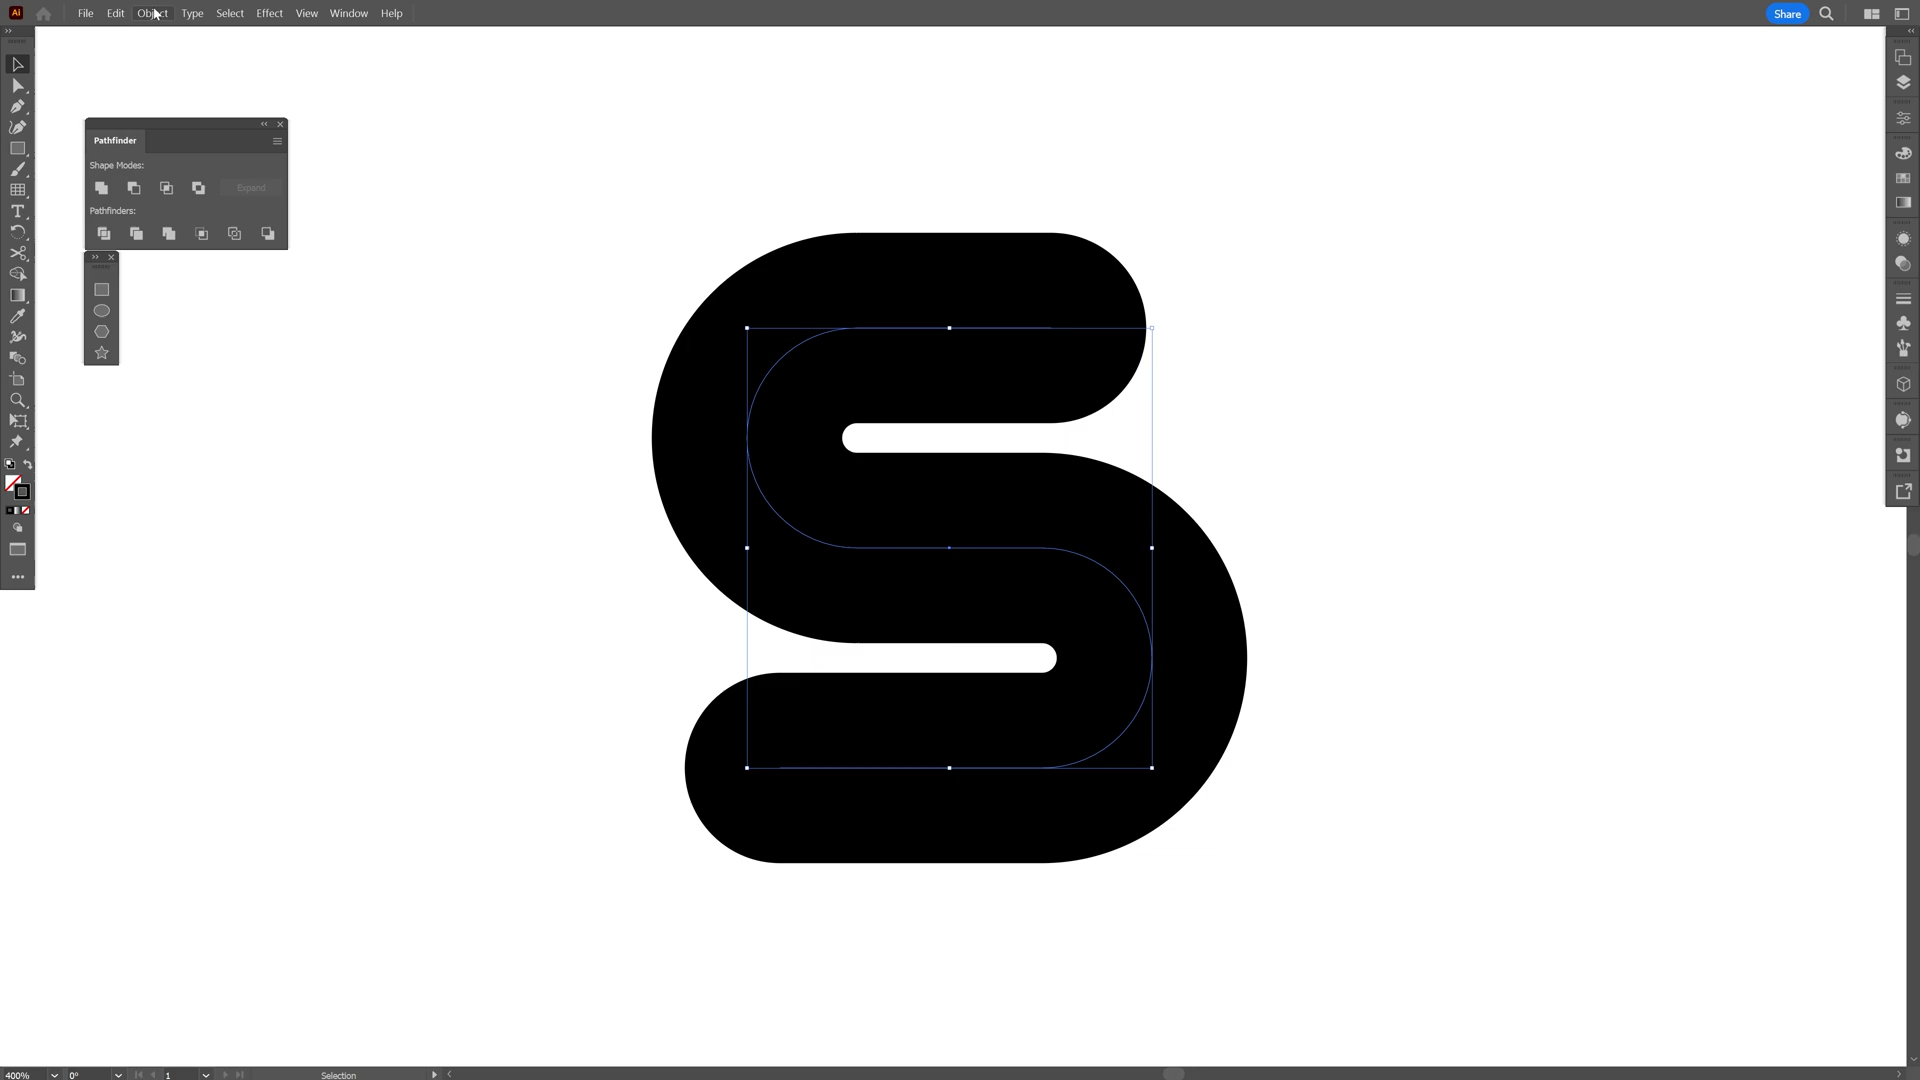 Ai File Edit Object Type Select Effect View Window Help Share
Pathfinder
Shape Modes:
Expand
Pathfinders:
400% 0° 1 Selection